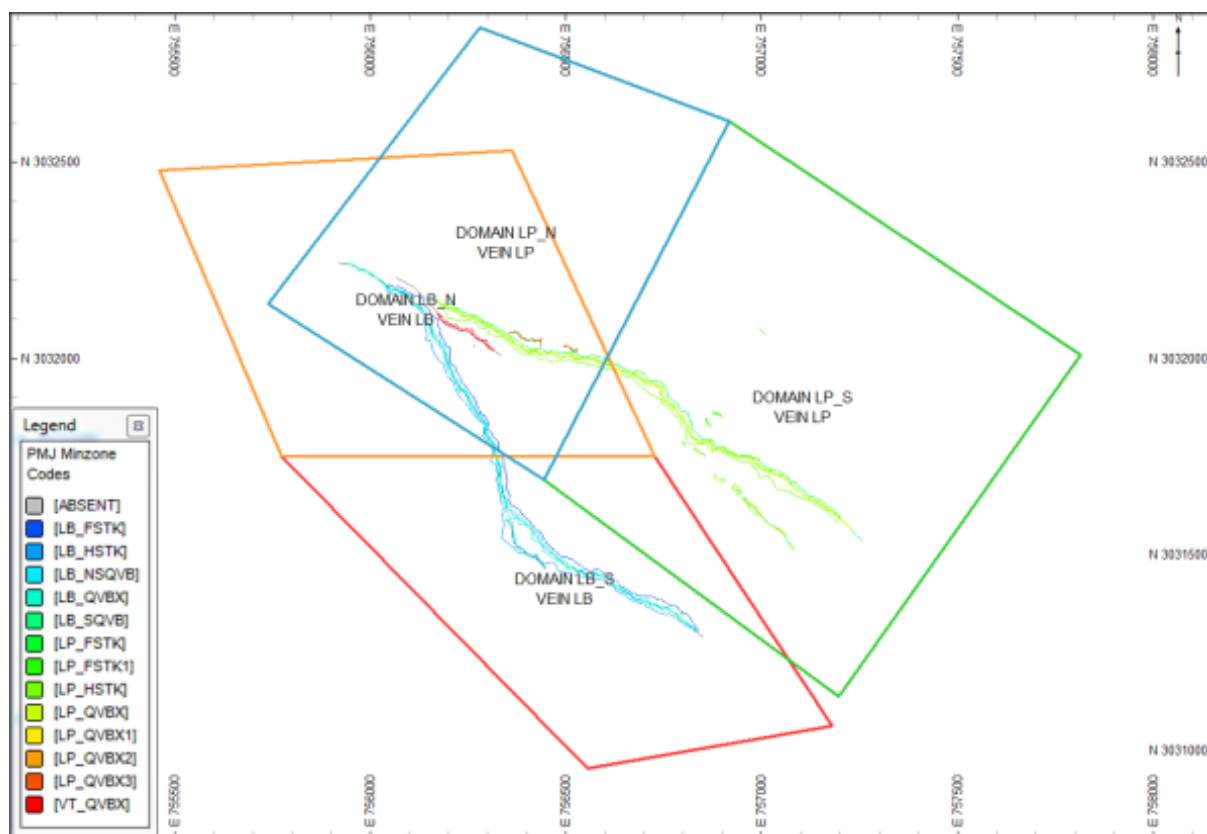 E 755500
E 756000
E 756500
E 757000
E 757500
E 758000
N
N 3032500
N 3032500
DOMAIN LP_N
VEIN LP
DOMAIN LB_N
VEIN LB
N 3032000
N 3032000
DOMAIN LP_S
VEIN LP
N 3031500
DOMAIN LB_S
VEIN LB
N 3031000
Legend
PMJ Minzone
Codes
[ABSENT]
[LB_FSTK]
[LB_HSTK]
[LB_NSQVB]
[LB_QVBX]
[LB_SQVB]
[LP_FSTK]
[LP_FSTK1]
[LP_HSTK]
[LP_QVBX]
[LP_QVBX1]
[LP_QVBX2]
[LP_QVBX3]
[VT_QVBX]
E 755500
E 756000
E 756500
E 757000
E 757500
E 758000